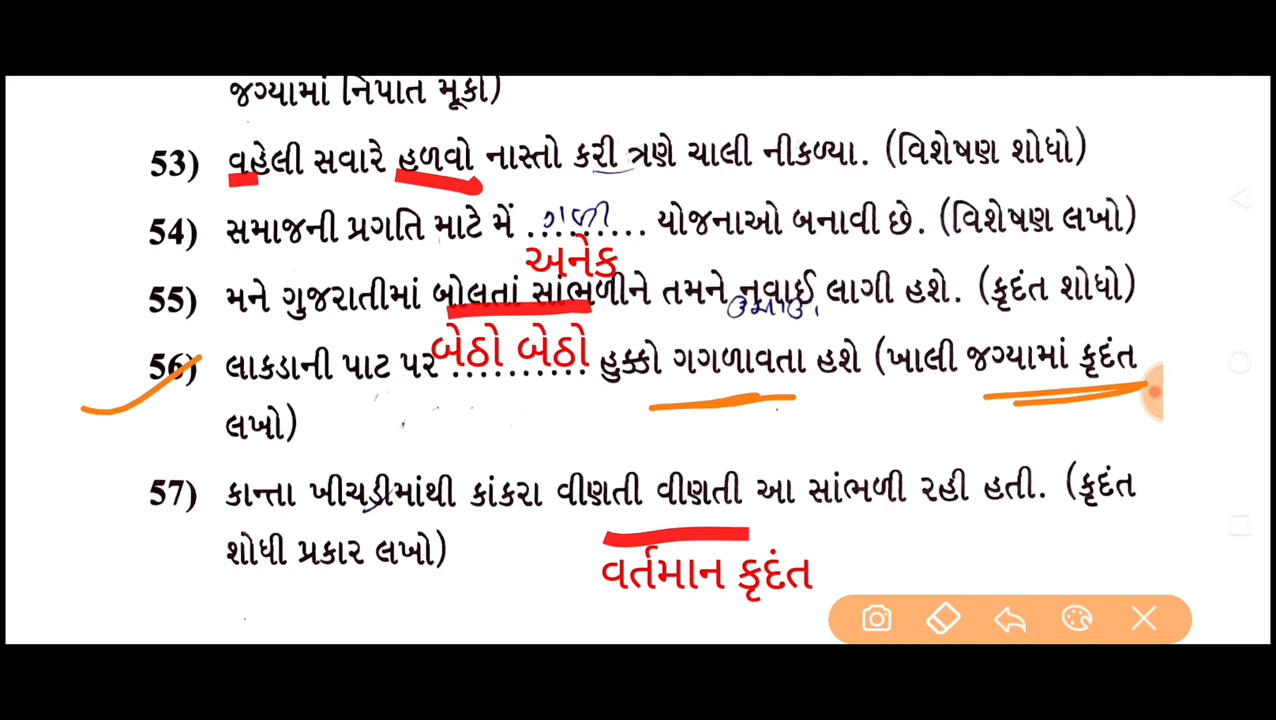 જગ્યામાં નિપાત મૂકો)
53) વહેલી સવારે હળવો નાસ્તો કરી ત્રણે ચાલી નીકળ્યા. (વિશેષણ શોધો)
54) સમાજની પ્રગતિ માટે મેં ......... યોજનાઓ બનાવી છે. (વિશેષણ લખો)
અનેક
55) મને ગુજરાતીમાં બોલતાં સાંભળીને તમને નવાઈ લાગી હશે. (કૃદંત શોધો)
બેઠો બેઠો
56) લાકડાની પાટ પર .......... હુક્કો ગગળાવતા હશે (ખાલી જગ્યામાં કૃદંત
લખો)
57) કાન્તા ખીચડીમાંથી કાંકરા વીણતી વીણતી આ સાંભળી રહી હતી. (કૃદંત
શોધી પ્રકાર લખો)
વર્તમાન કૃદંત